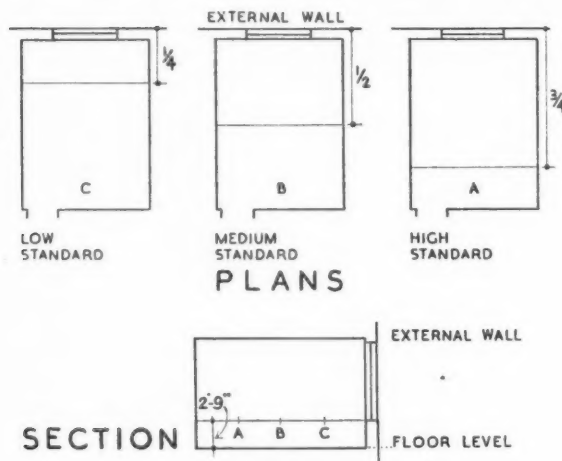 EXTERNAL WALL
1/4
1/2
3/4
C
B
A
LOW
STANDARD
MEDIUM
STANDARD
HIGH
STANDARD
PLANS
EXTERNAL WALL
2'-9"
A B C
SECTION
FLOOR LEVEL